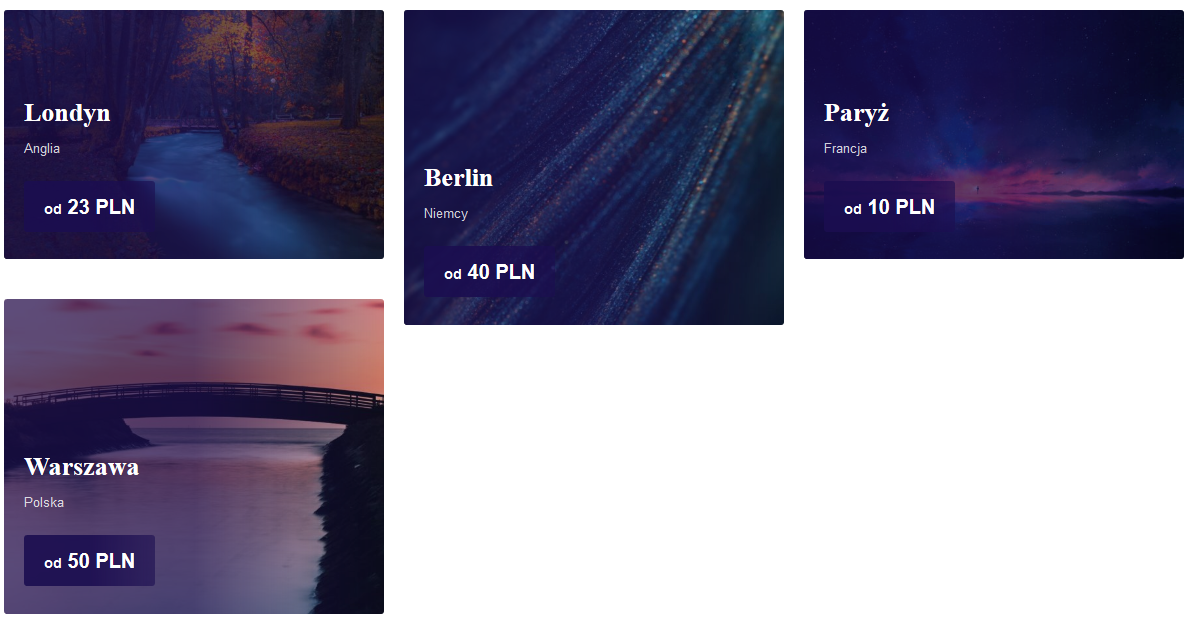 Londyn
Anglia
od 23 PLN
Berlin
Niemcy
od 40 PLN
Paryż
Francja
od 10 PLN
Warszawa
Polska
od 50 PLN